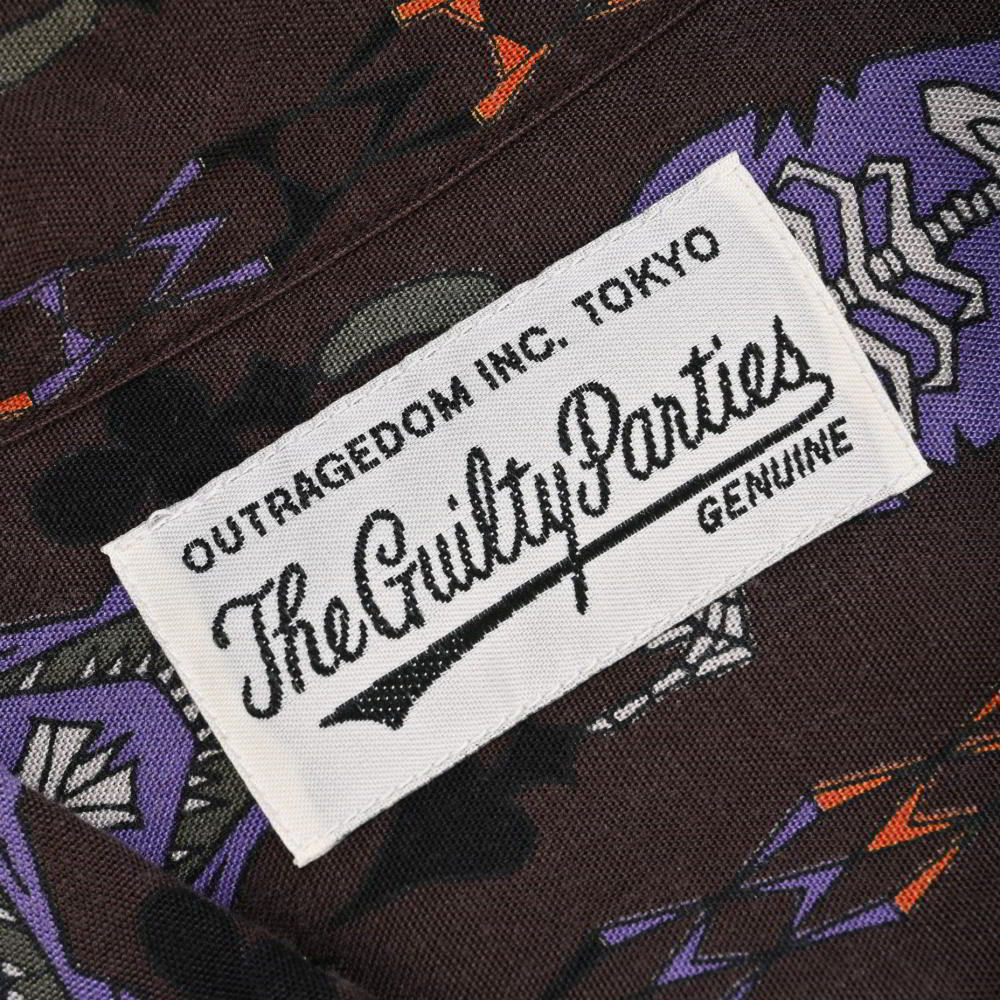 OUTRAGEDOM INC. TOKYO
The Guilty Parties
GENUINE